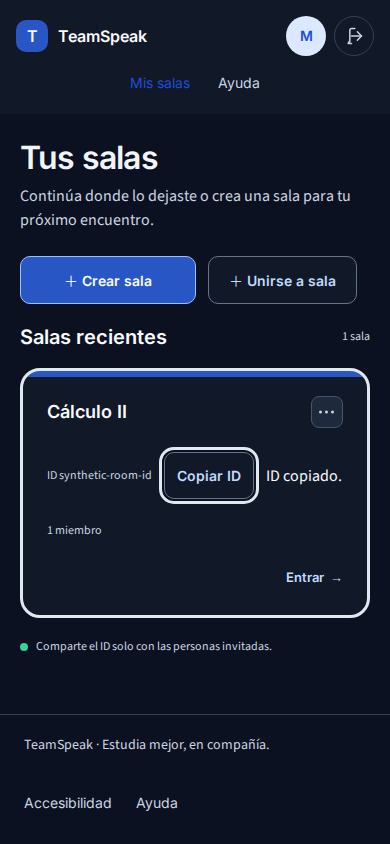 T TeamSpeak M
Mis salas Ayuda
Tus salas
Continúa donde lo dejaste o crea una sala para tu
próximo encuentro.
+ Crear sala
+ Unirse a sala
Salas recientes
1 sala
Cálculo II
ID synthetic-room-id
Copiar ID
ID copiado.
1 miembro
Entrar →
Comparte el ID solo con las personas invitadas.
TeamSpeak · Estudia mejor, en compañía.
Accesibilidad Ayuda